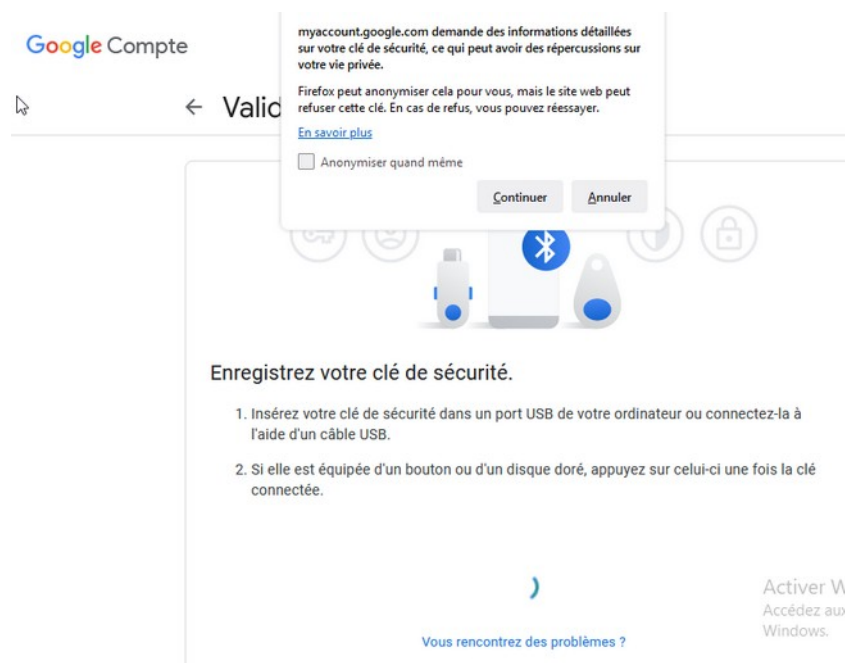 myaccount.google.com demande des informations détaillées
sur votre clé de sécurité, ce qui peut avoir des répercussions sur
votre vie privée.
Firefox peut anonymiser cela pour vous, mais le site web peut
refuser cette clé. En cas de refus, vous pouvez réessayer.
En savoir plus
Anonymiser quand même
Continuer Annuler
Google Compte
← Valid
Enregistrez votre clé de sécurité.
1. Insérez votre clé de sécurité dans un port USB de votre ordinateur ou connectez-la à
l'aide d'un câble USB.
2. Si elle est équipée d'un bouton ou d'un disque doré, appuyez sur celui-ci une fois la clé
connectée.
Activer W
Accédez aux
Windows.
Vous rencontrez des problèmes ?